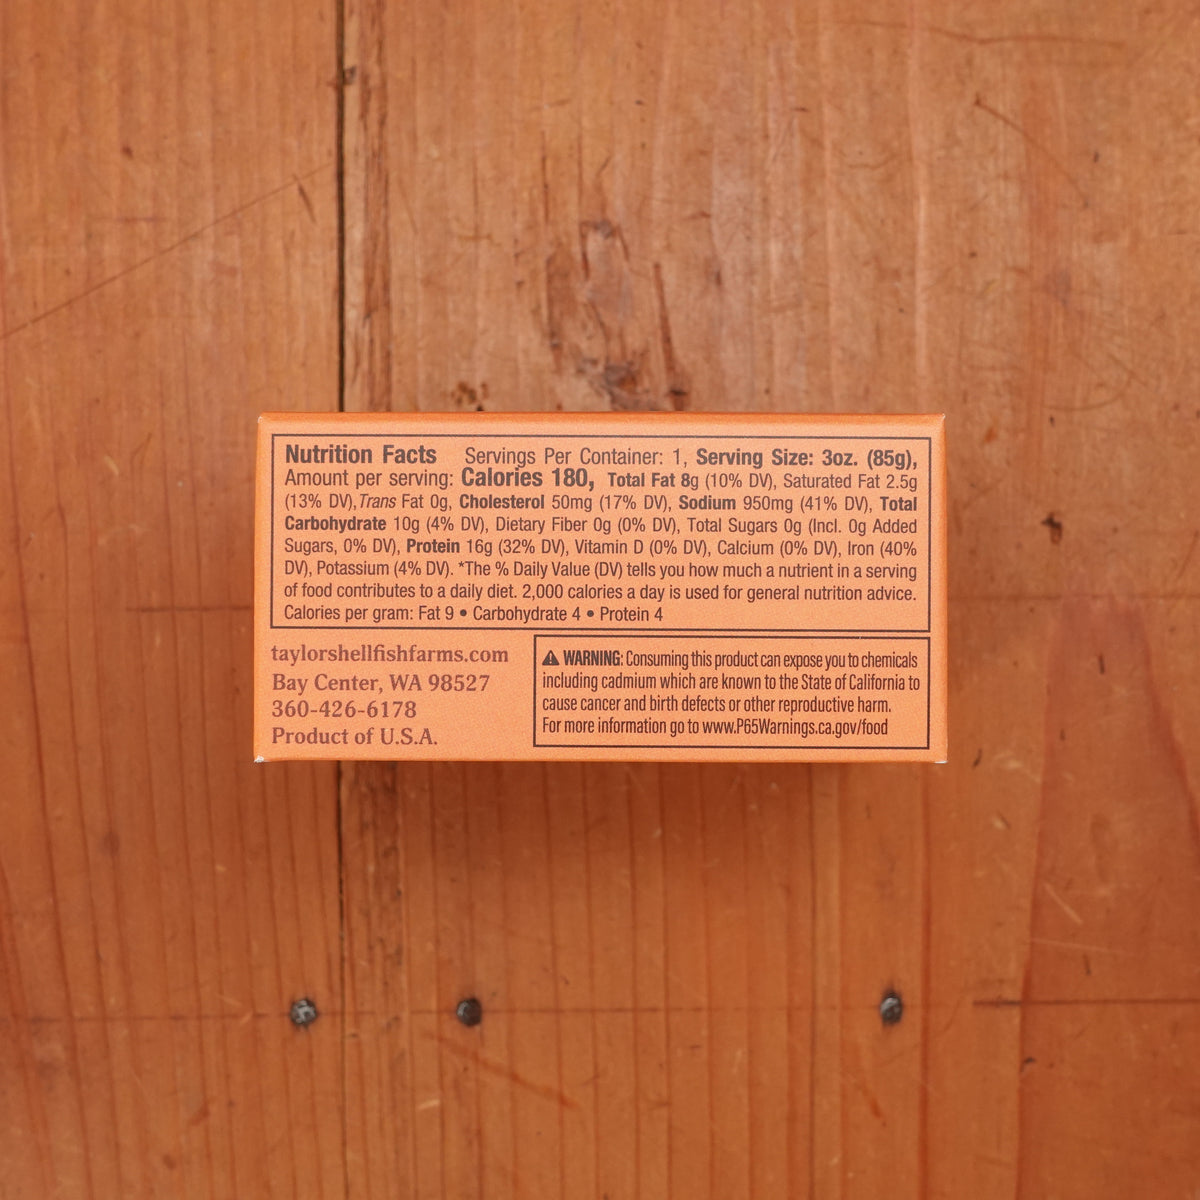 Nutrition Facts Servings Per Container: 1, Serving Size: 3oz. (85g),
Amount per serving: Calories 180, Total Fat 8g (10% DV), Saturated Fat 2.5g
(13% DV), Trans Fat 0g, Cholesterol 50mg (17% DV), Sodium 950mg (41% DV), Total
Carbohydrate 10g (4% DV), Dietary Fiber 0g (0% DV), Total Sugars 0g (Incl. 0g Added
Sugars, 0% DV), Protein 16g (32% DV), Vitamin D (0% DV), Calcium (0% DV), Iron (40%
DV), Potassium (4% DV). *The % Daily Value (DV) tells you how much a nutrient in a serving
of food contributes to a daily diet. 2,000 calories a day is used for general nutrition advice.
Calories per gram: Fat 9 • Carbohydrate 4 • Protein 4
taylorshellfishfarms.com
Bay Center, WA 98527
360-426-6178
Product of U.S.A.
⚠ WARNING: Consuming this product can expose you to chemicals
including cadmium which are known to the State of California to
cause cancer and birth defects or other reproductive harm.
For more information go to www.P65Warnings.ca.gov/food